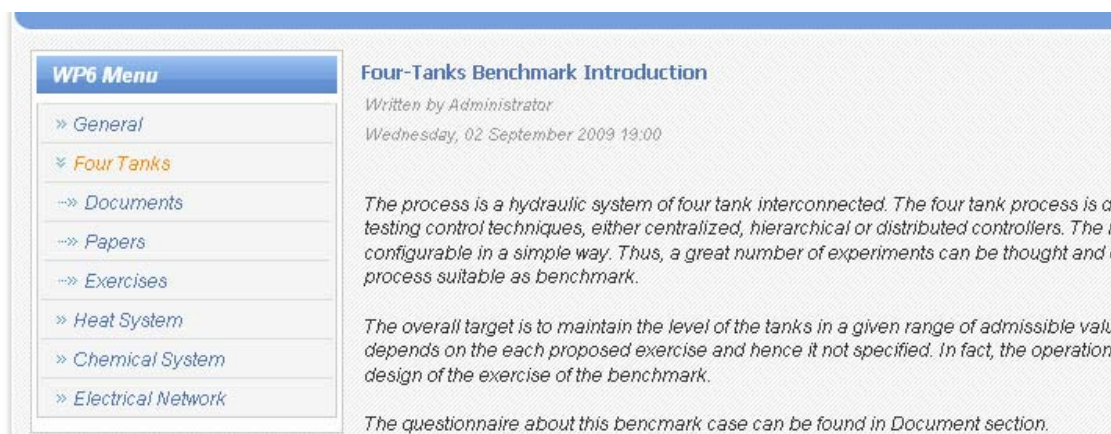 WP6 Menu
» General
» Four Tanks
--» Documents
--» Papers
--» Exercises
» Heat System
» Chemical System
» Electrical Network
Four-Tanks Benchmark Introduction
Written by Administrator
Wednesday, 02 September 2009 19:00
The process is a hydraulic system of four tank interconnected. The four tank process is
testing control techniques, either centralized, hierarchical or distributed controllers. The
configurable in a simple way. Thus, a great number of experiments can be thought and
process suitable as benchmark.
The overall target is to maintain the level of the tanks in a given range of admissible
depends on the each proposed exercise and hence it not specified. In fact, the operation
design of the exercise of the benchmark.
The questionnaire about this bencmark case can be found in Document section.